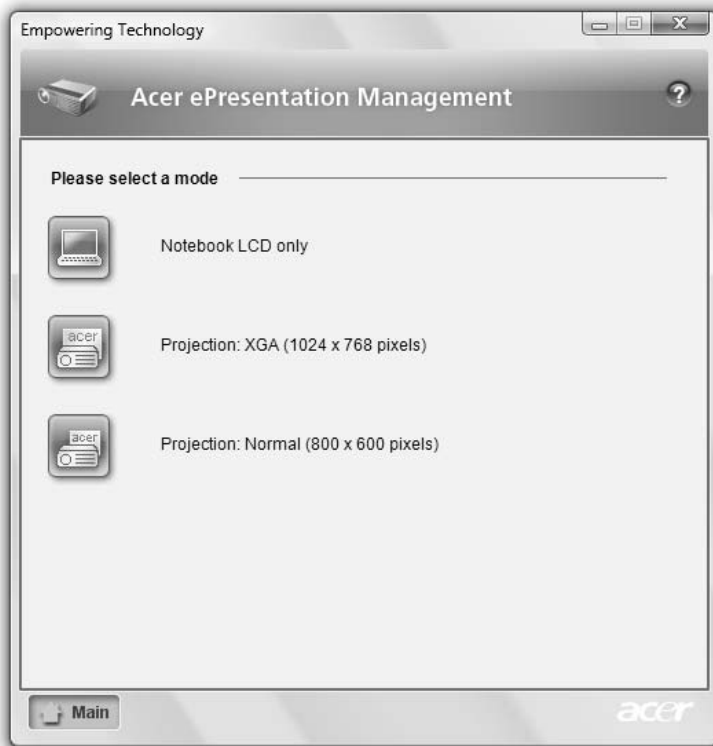 Empowering Technology
Acer ePresentation Management
?
Please select a mode
Notebook LCD only
acer
Projection: XGA (1024 x 768 pixels)
acer
Projection: Normal (800 x 600 pixels)
Main
acer